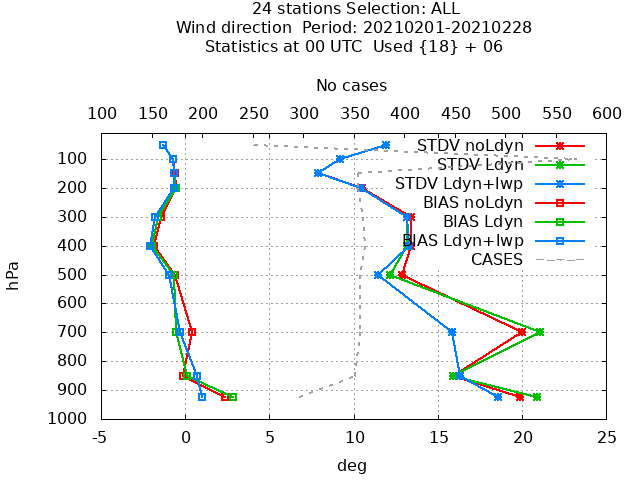 24 stations Selection: ALL
Wind direction  Period: 20210201-20210228
Statistics at 00 UTC  Used {18} + 06
No cases
100 150 200 250 300 350 400 450 500 550 600
STDV noLdyn
STDV Ldyn
STDV Ldyn+lwp
BIAS noLdyn
BIAS Ldyn
BIAS Ldyn+lwp
CASES
hPa
100
200
300
400
500
600
700
800
900
1000
-5 0 5 10 15 20 25
deg